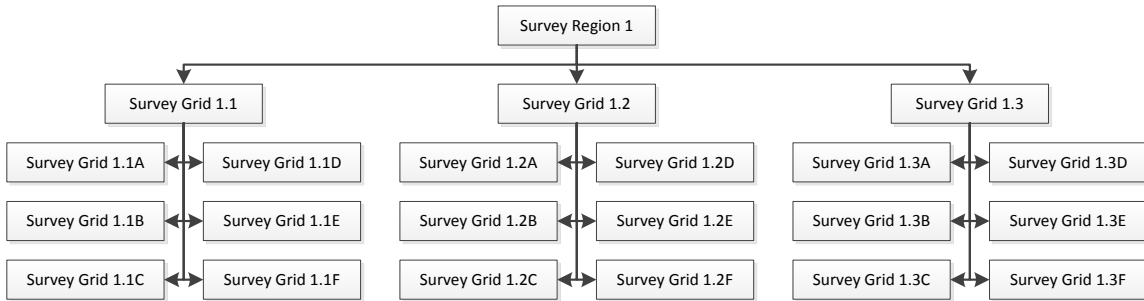 Survey Region 1
Survey Grid 1.1
Survey Grid 1.2
Survey Grid 1.3
Survey Grid 1.1A
Survey Grid 1.1D
Survey Grid 1.2A
Survey Grid 1.2D
Survey Grid 1.3A
Survey Grid 1.3D
Survey Grid 1.1B
Survey Grid 1.1E
Survey Grid 1.2B
Survey Grid 1.2E
Survey Grid 1.3B
Survey Grid 1.3E
Survey Grid 1.1C
Survey Grid 1.1F
Survey Grid 1.2C
Survey Grid 1.2F
Survey Grid 1.3C
Survey Grid 1.3F